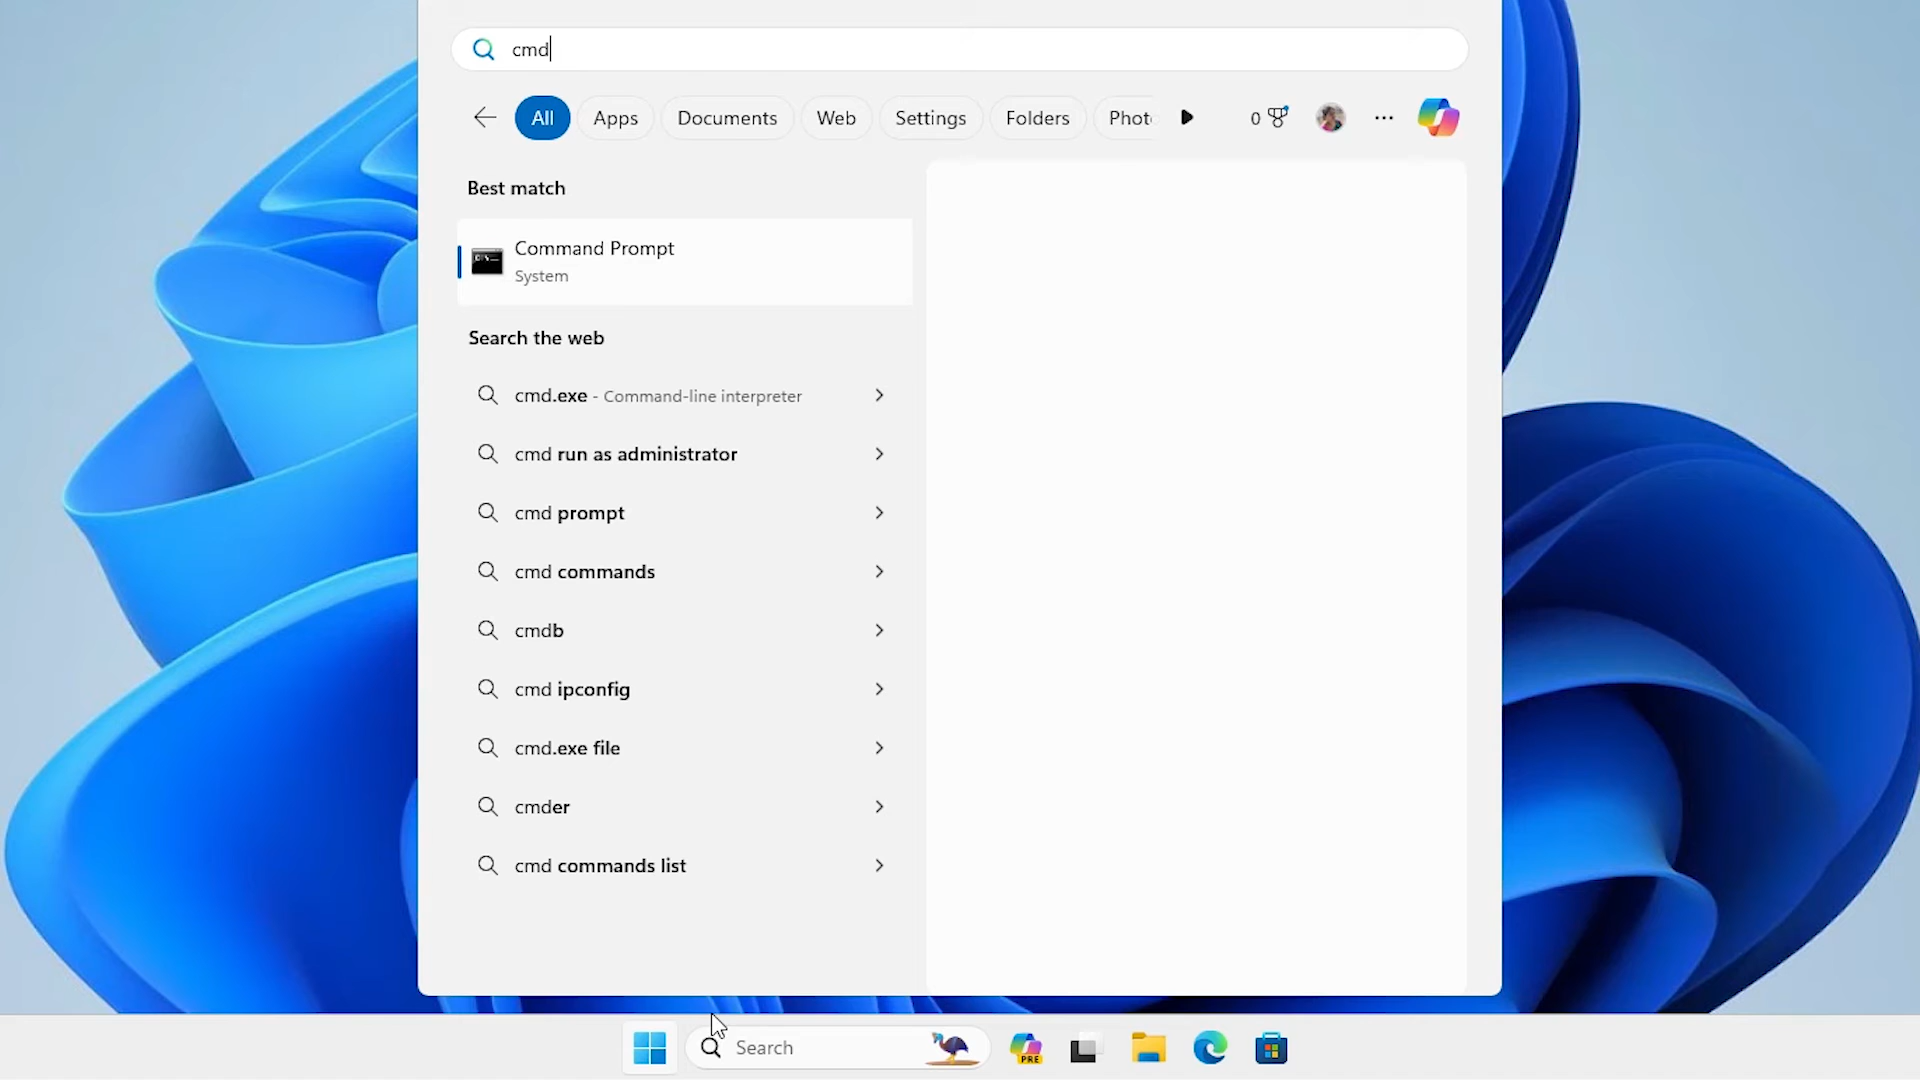 cmd
All Apps Documents Web Settings Folders Phot 0
Best match
Command Prompt
System
Search the web
cmd.exe - Command-line interpreter
cmd run as administrator
cmd prompt
cmd commands
cmdb
cmd ipconfig
cmd.exe file
cmder
cmd commands list
Search PRE